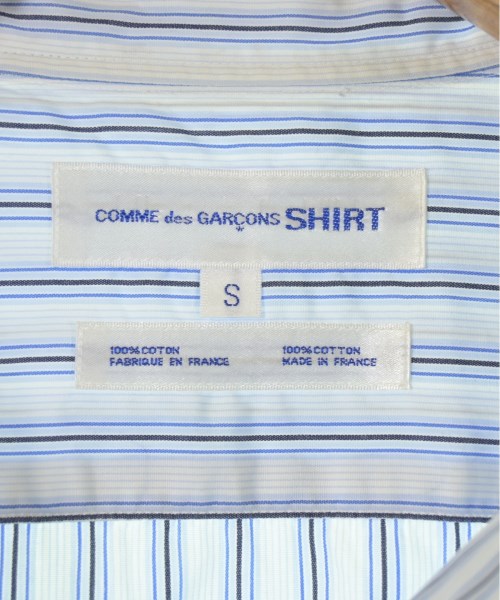 COMME des GARÇONS SHIRT
S
100%COTON 100%COTTON
FABRIQUE EN FRANCE MADE IN FRANCE